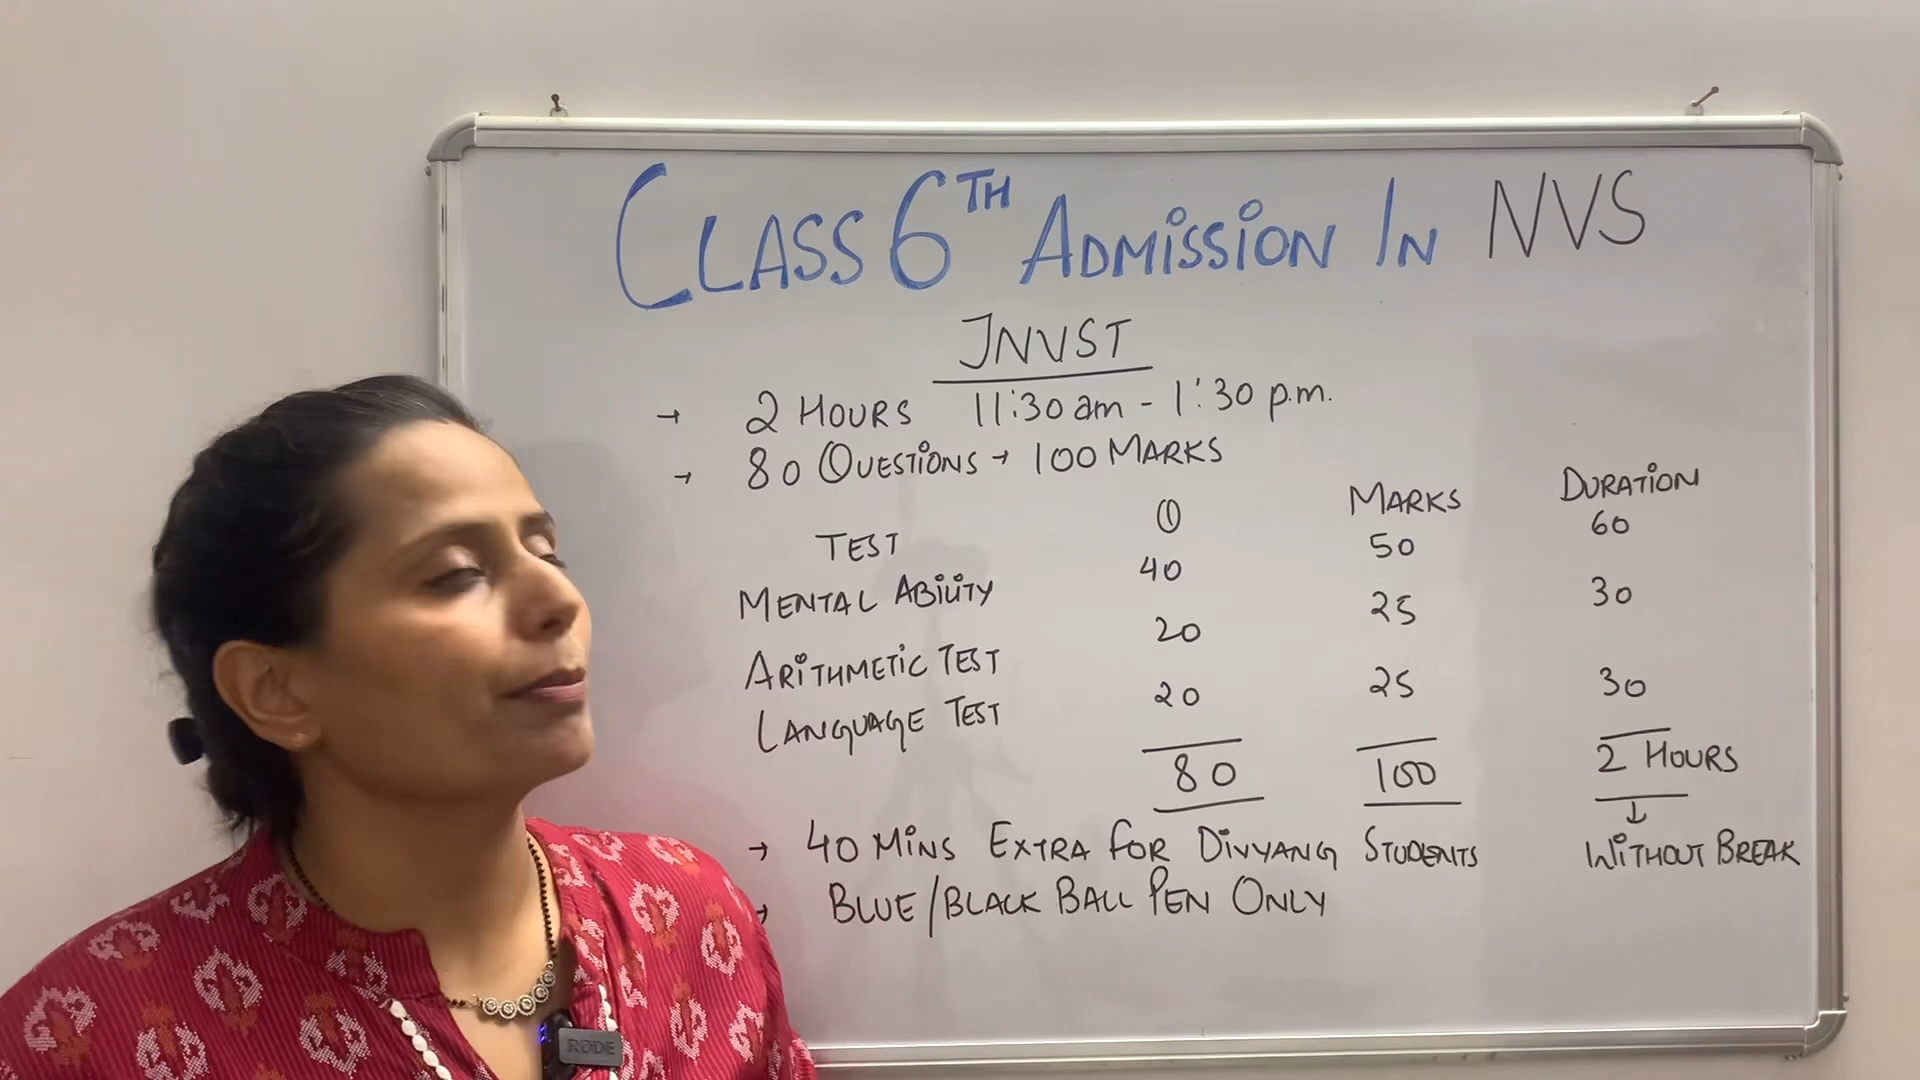 CLASS 6TH ADMISSION IN NVS
JNVST
→ 2 HOURS 11:30 am - 1:30 p.m.
→ 80 QUESTIONS → 100 MARKS
TEST Q MARKS DURATION
MENTAL ABILITY 40 50 60
ARITHMETIC TEST 20 25 30
LANGUAGE TEST 20 25 30
80 100 2 HOURS
↓
→ 40 MINS EXTRA FOR DIVYANG STUDENTS WITHOUT BREAK
→ BLUE/BLACK BALL PEN ONLY
RØDE